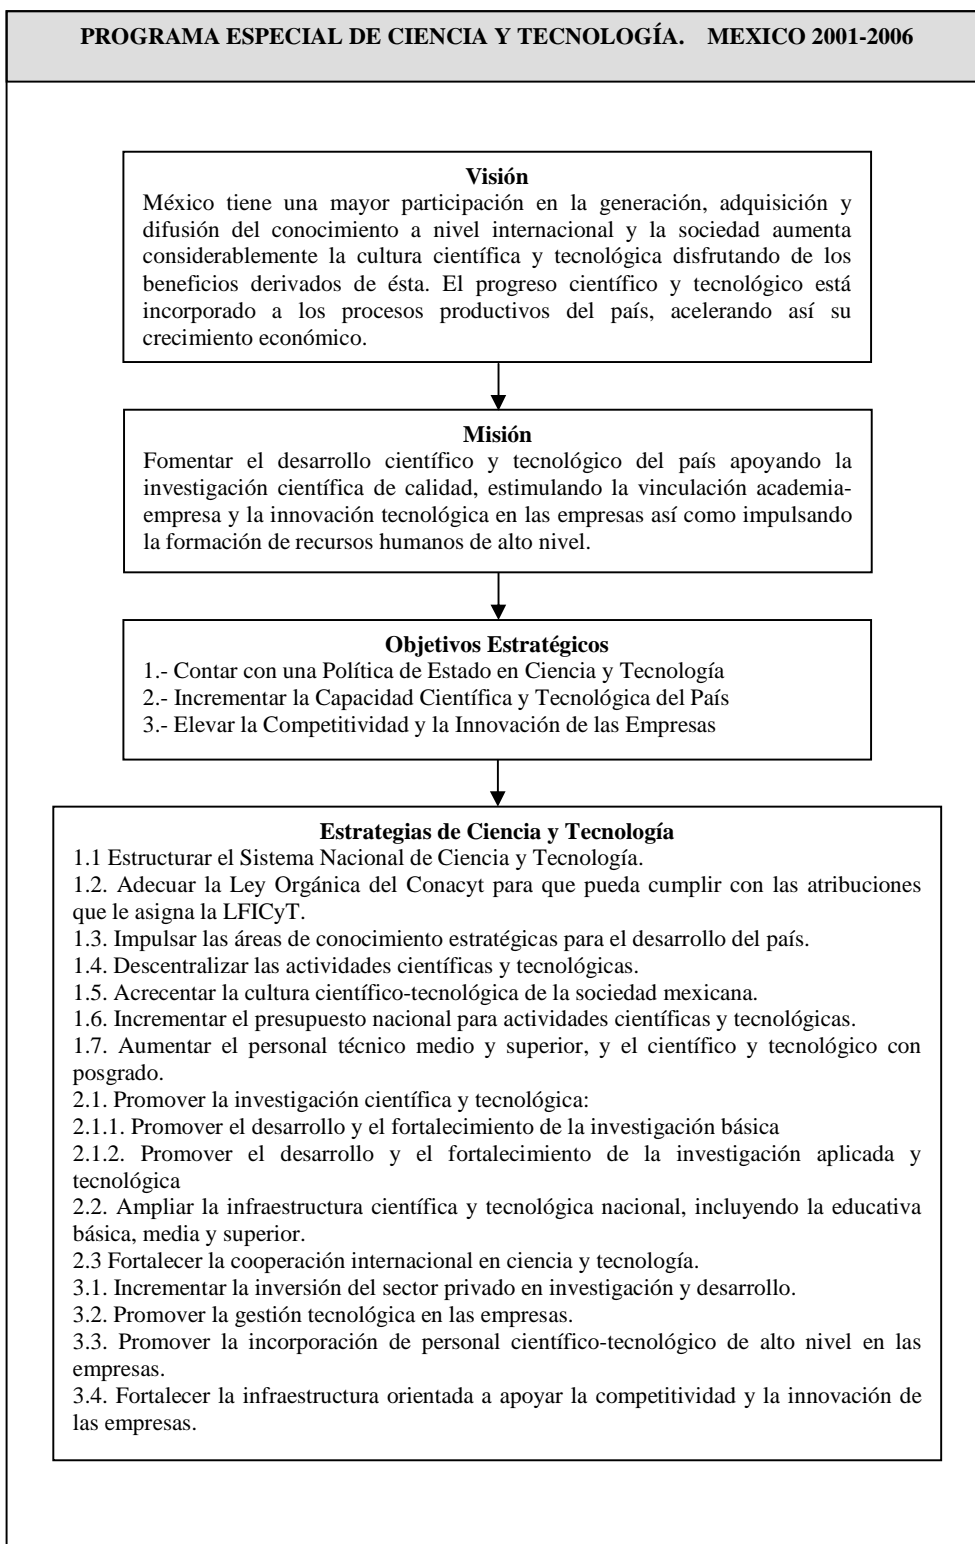 PROGRAMA ESPECIAL DE CIENCIA Y TECNOLOGÍA. MEXICO 2001-2006
Visión
México tiene una mayor participación en la generación, adquisición y
difusión del conocimiento a nivel internacional y la sociedad aumenta
considerablemente la cultura científica y tecnológica disfrutando de los
beneficios derivados de ésta. El progreso científico y tecnológico está
incorporado a los procesos productivos del país, acelerando así su
crecimiento económico.
Misión
Fomentar el desarrollo científico y tecnológico del país apoyando la
investigación científica de calidad, estimulando la vinculación academia-
empresa y la innovación tecnológica en las empresas así como impulsando
la formación de recursos humanos de alto nivel.
Objetivos Estratégicos
1.- Contar con una Política de Estado en Ciencia y Tecnología
2.- Incrementar la Capacidad Científica y Tecnológica del País
3.- Elevar la Competitividad y la Innovación de las Empresas
Estrategias de Ciencia y Tecnología
1.1 Estructurar el Sistema Nacional de Ciencia y Tecnología.
1.2. Adecuar la Ley Orgánica del Conacyt para que pueda cumplir con las atribuciones
que le asigna la LFICyT.
1.3. Impulsar las áreas de conocimiento estratégicas para el desarrollo del país.
1.4. Descentralizar las actividades científicas y tecnológicas.
1.5. Acrecentar la cultura científico-tecnológica de la sociedad mexicana.
1.6. Incrementar el presupuesto nacional para actividades científicas y tecnológicas.
1.7. Aumentar el personal técnico medio y superior, y el científico y tecnológico con
posgrado.
2.1. Promover la investigación científica y tecnológica:
2.1.1. Promover el desarrollo y el fortalecimiento de la investigación básica
2.1.2. Promover el desarrollo y el fortalecimiento de la investigación aplicada y
tecnológica
2.2. Ampliar la infraestructura científica y tecnológica nacional, incluyendo la educativa
básica, media y superior.
2.3 Fortalecer la cooperación internacional en ciencia y tecnología.
3.1. Incrementar la inversión del sector privado en investigación y desarrollo.
3.2. Promover la gestión tecnológica en las empresas.
3.3. Promover la incorporación de personal científico-tecnológico de alto nivel en las
empresas.
3.4. Fortalecer la infraestructura orientada a apoyar la competitividad y la innovación de
las empresas.